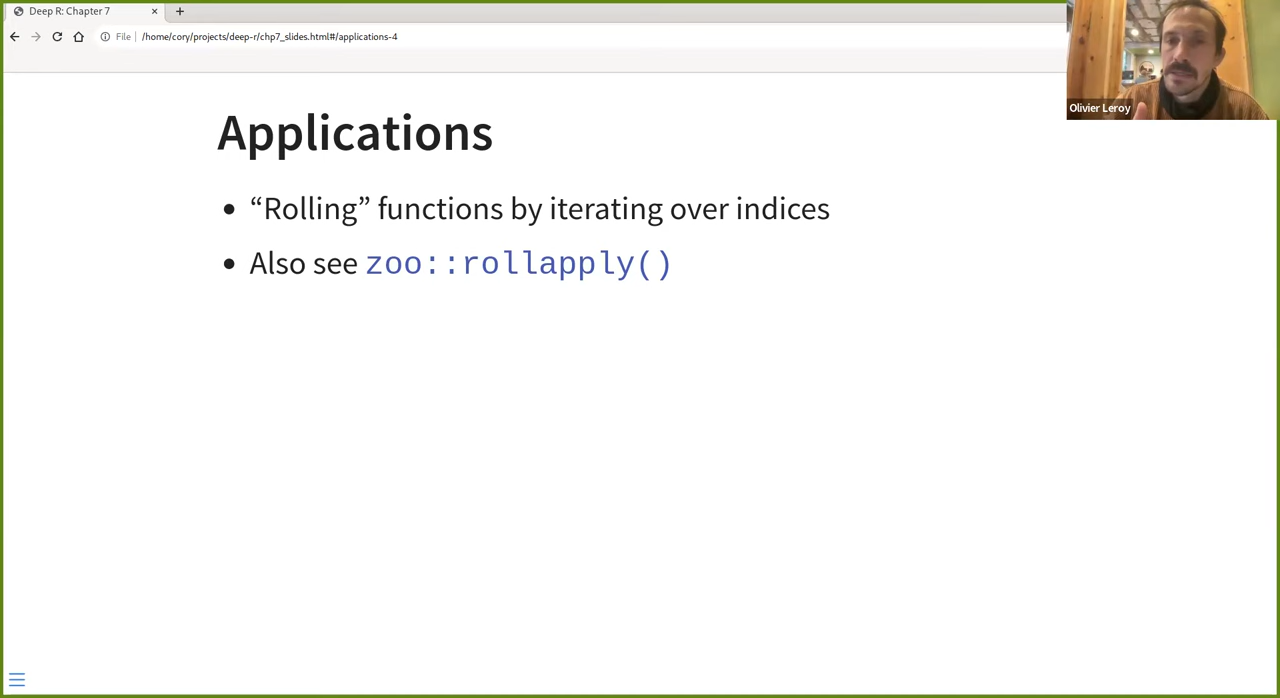 Deep R: Chapter 7
File
/home/cory/projects/deep-r/chp7_slides.html#/applications-4
Olivier Leroy
Applications
• “Rolling” functions by iterating over indices
• Also see zoo::rollapply()